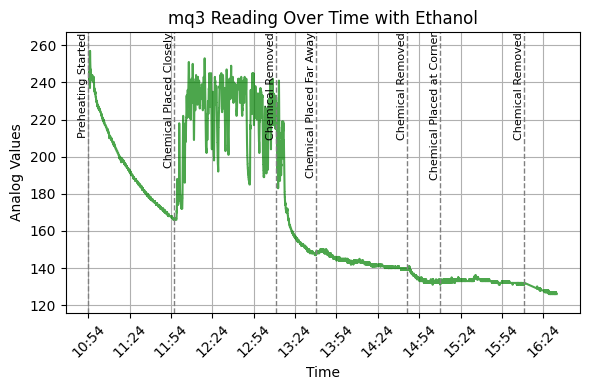 mq3 Reading Over Time with Ethanol
Analog Values
260
240
220
200
180
160
140
120
Preheating Started
Chemical Placed Closely
Chemical Removed
Chemical Placed Far Away
Chemical Removed
Chemical Placed at Corner
Chemical Removed
10:54
11:24
11:54
12:24
12:54
13:24
13:54
14:24
14:54
15:24
15:54
16:24
Time